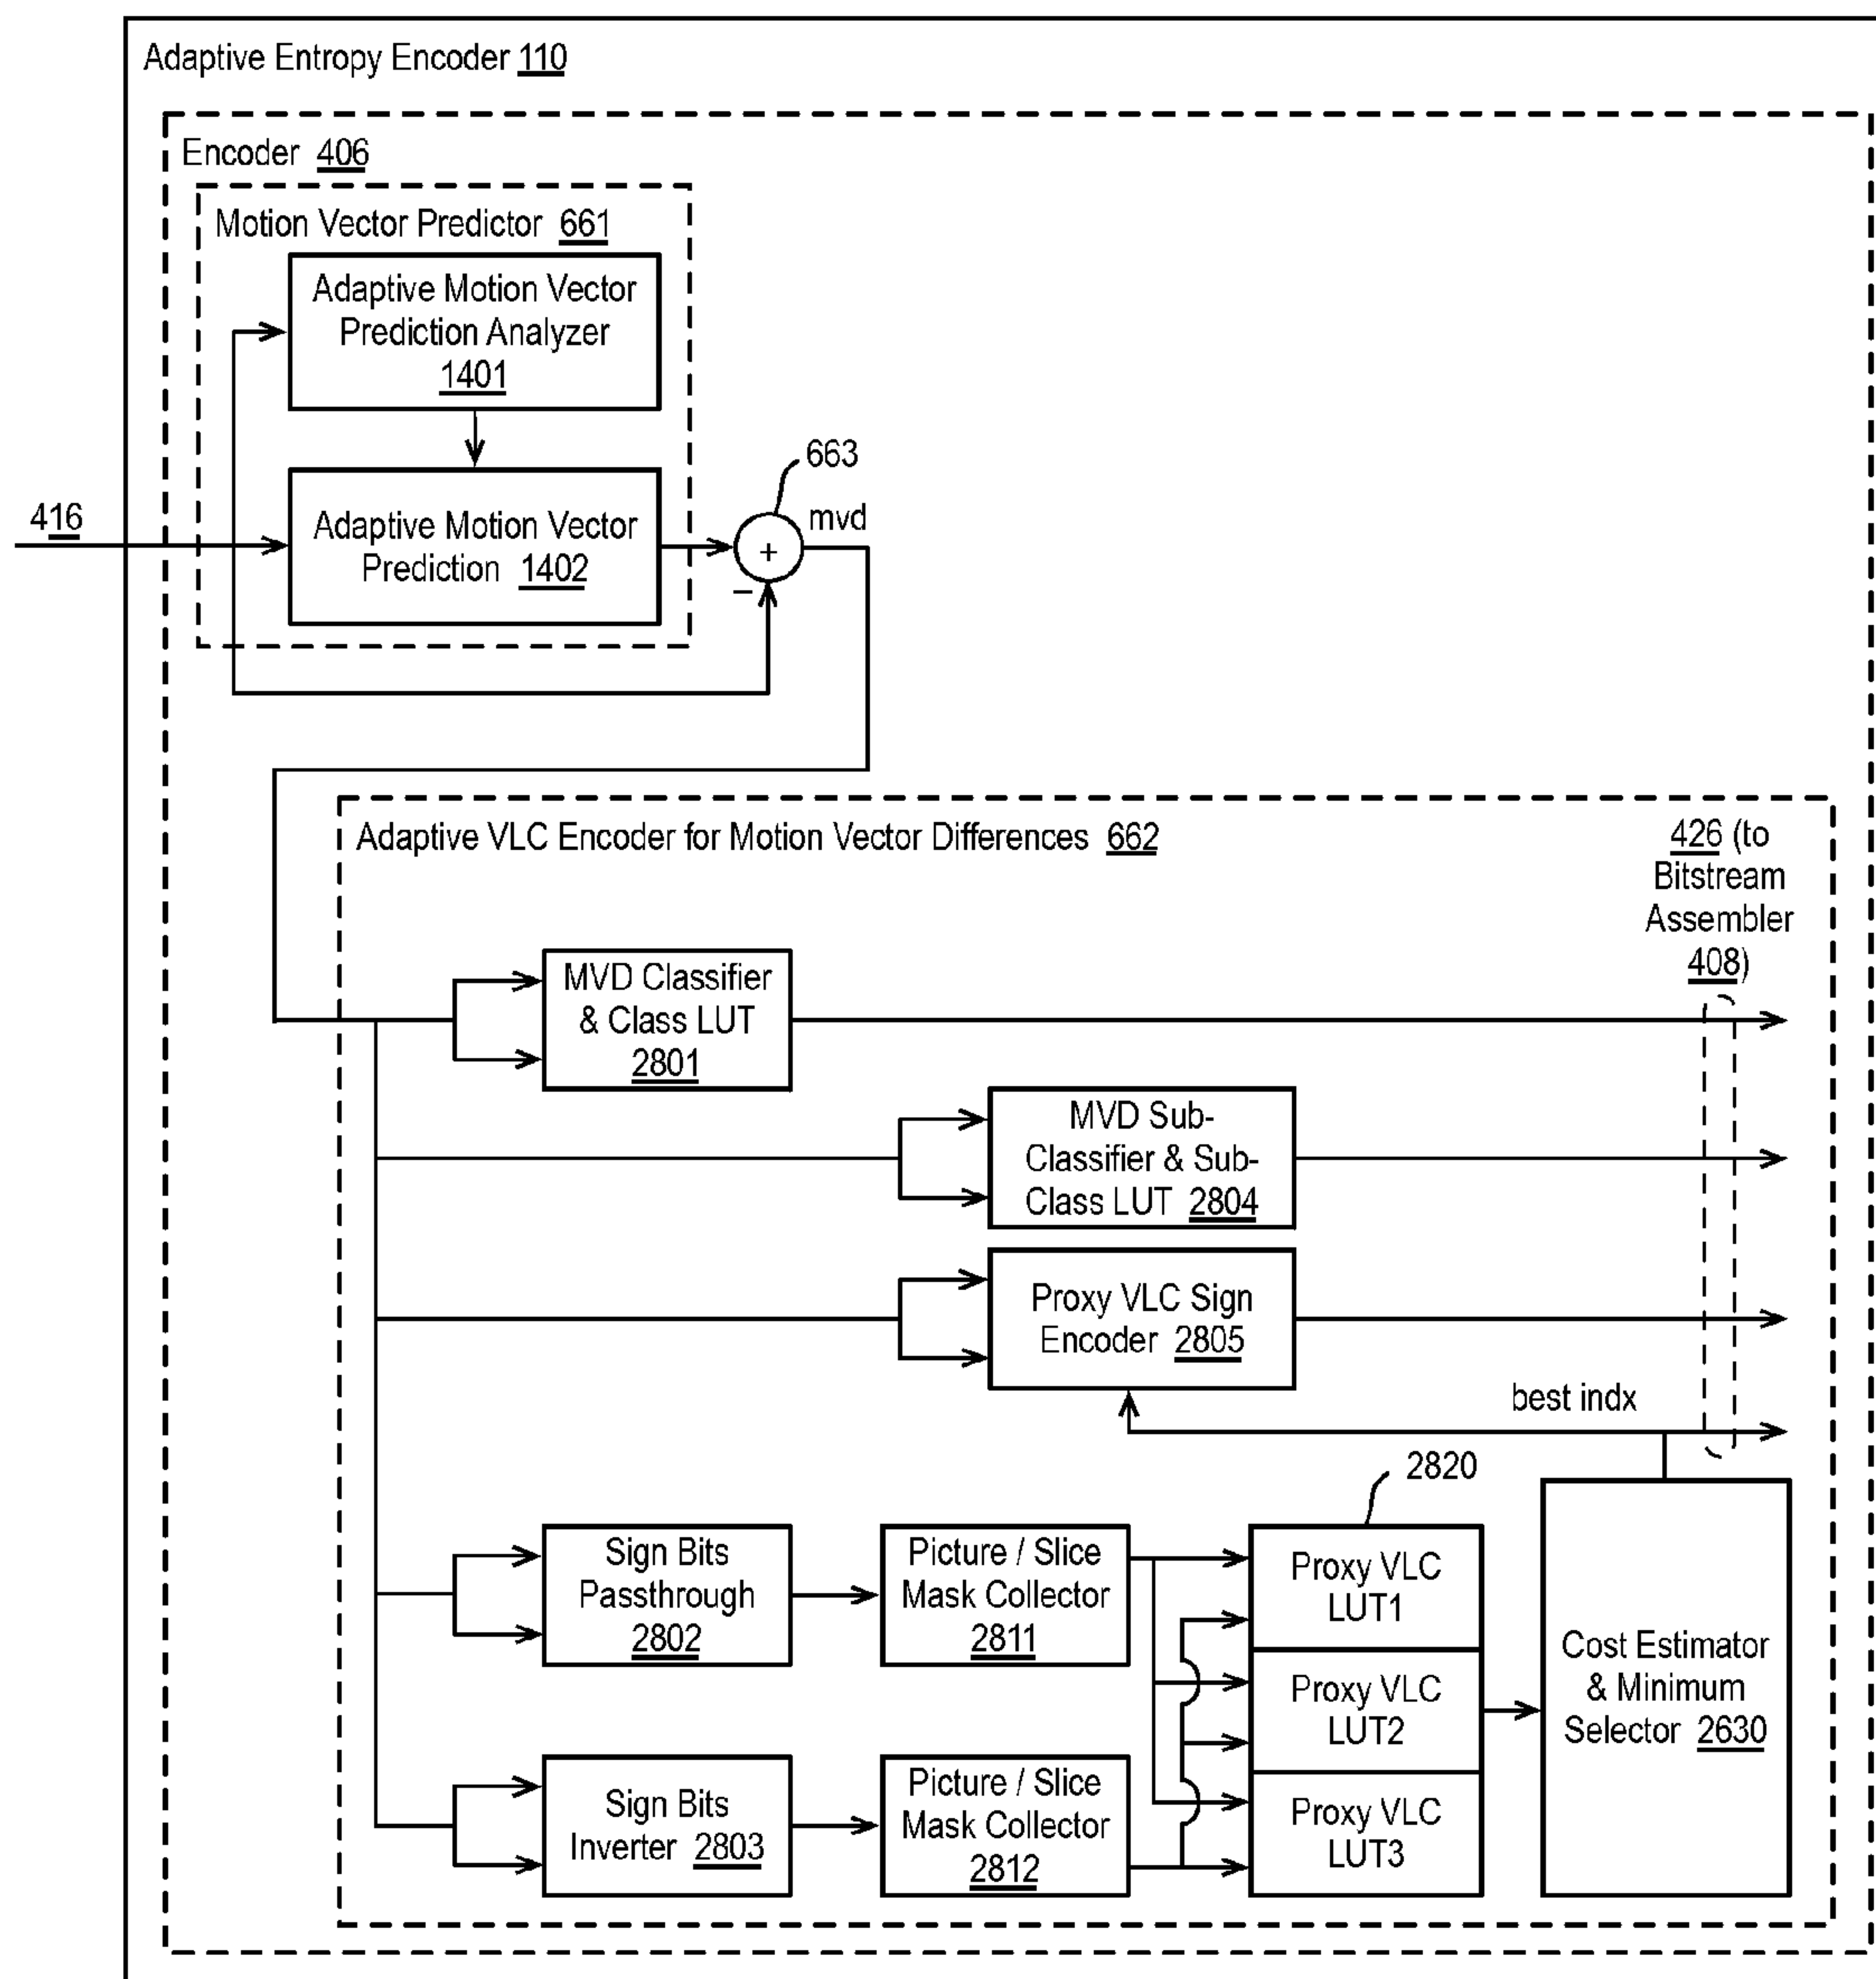 Adaptive Entropy Encoder 110
Encoder 406
Motion Vector Predictor 661
Adaptive Motion Vector
Prediction Analyzer
1401
663
416
mvd
Adaptive Motion Vector
Prediction 1402
+
−
Adaptive VLC Encoder for Motion Vector Differences 662
426 (to
Bitstream
Assembler
408)
MVD Classifier
& Class LUT
2801
MVD Sub-
Classifier & Sub-
Class LUT 2804
Proxy VLC Sign
Encoder 2805
best indx
2820
Sign Bits
Passthrough
2802
Picture / Slice
Mask Collector
2811
Proxy VLC
LUT1
Proxy VLC
LUT2
Proxy VLC
LUT3
Cost Estimator
& Minimum
Selector 2630
Sign Bits
Inverter 2803
Picture / Slice
Mask Collector
2812